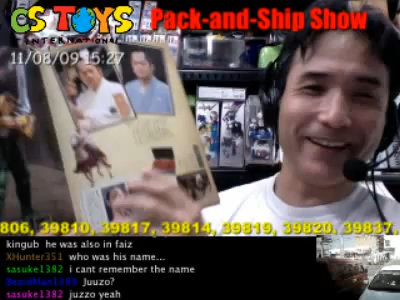 CS TOYS
INTERNATIONAL
Pack-and-Ship Show
11/08/09 15:27
806, 39810, 39817, 39814, 39819, 39820, 39837,
kingub he was also in faiz
XHunter351 who was his name...
sasuke1382 i cant remember the name
Juuzo?
sasuke1382 juzzo yeah